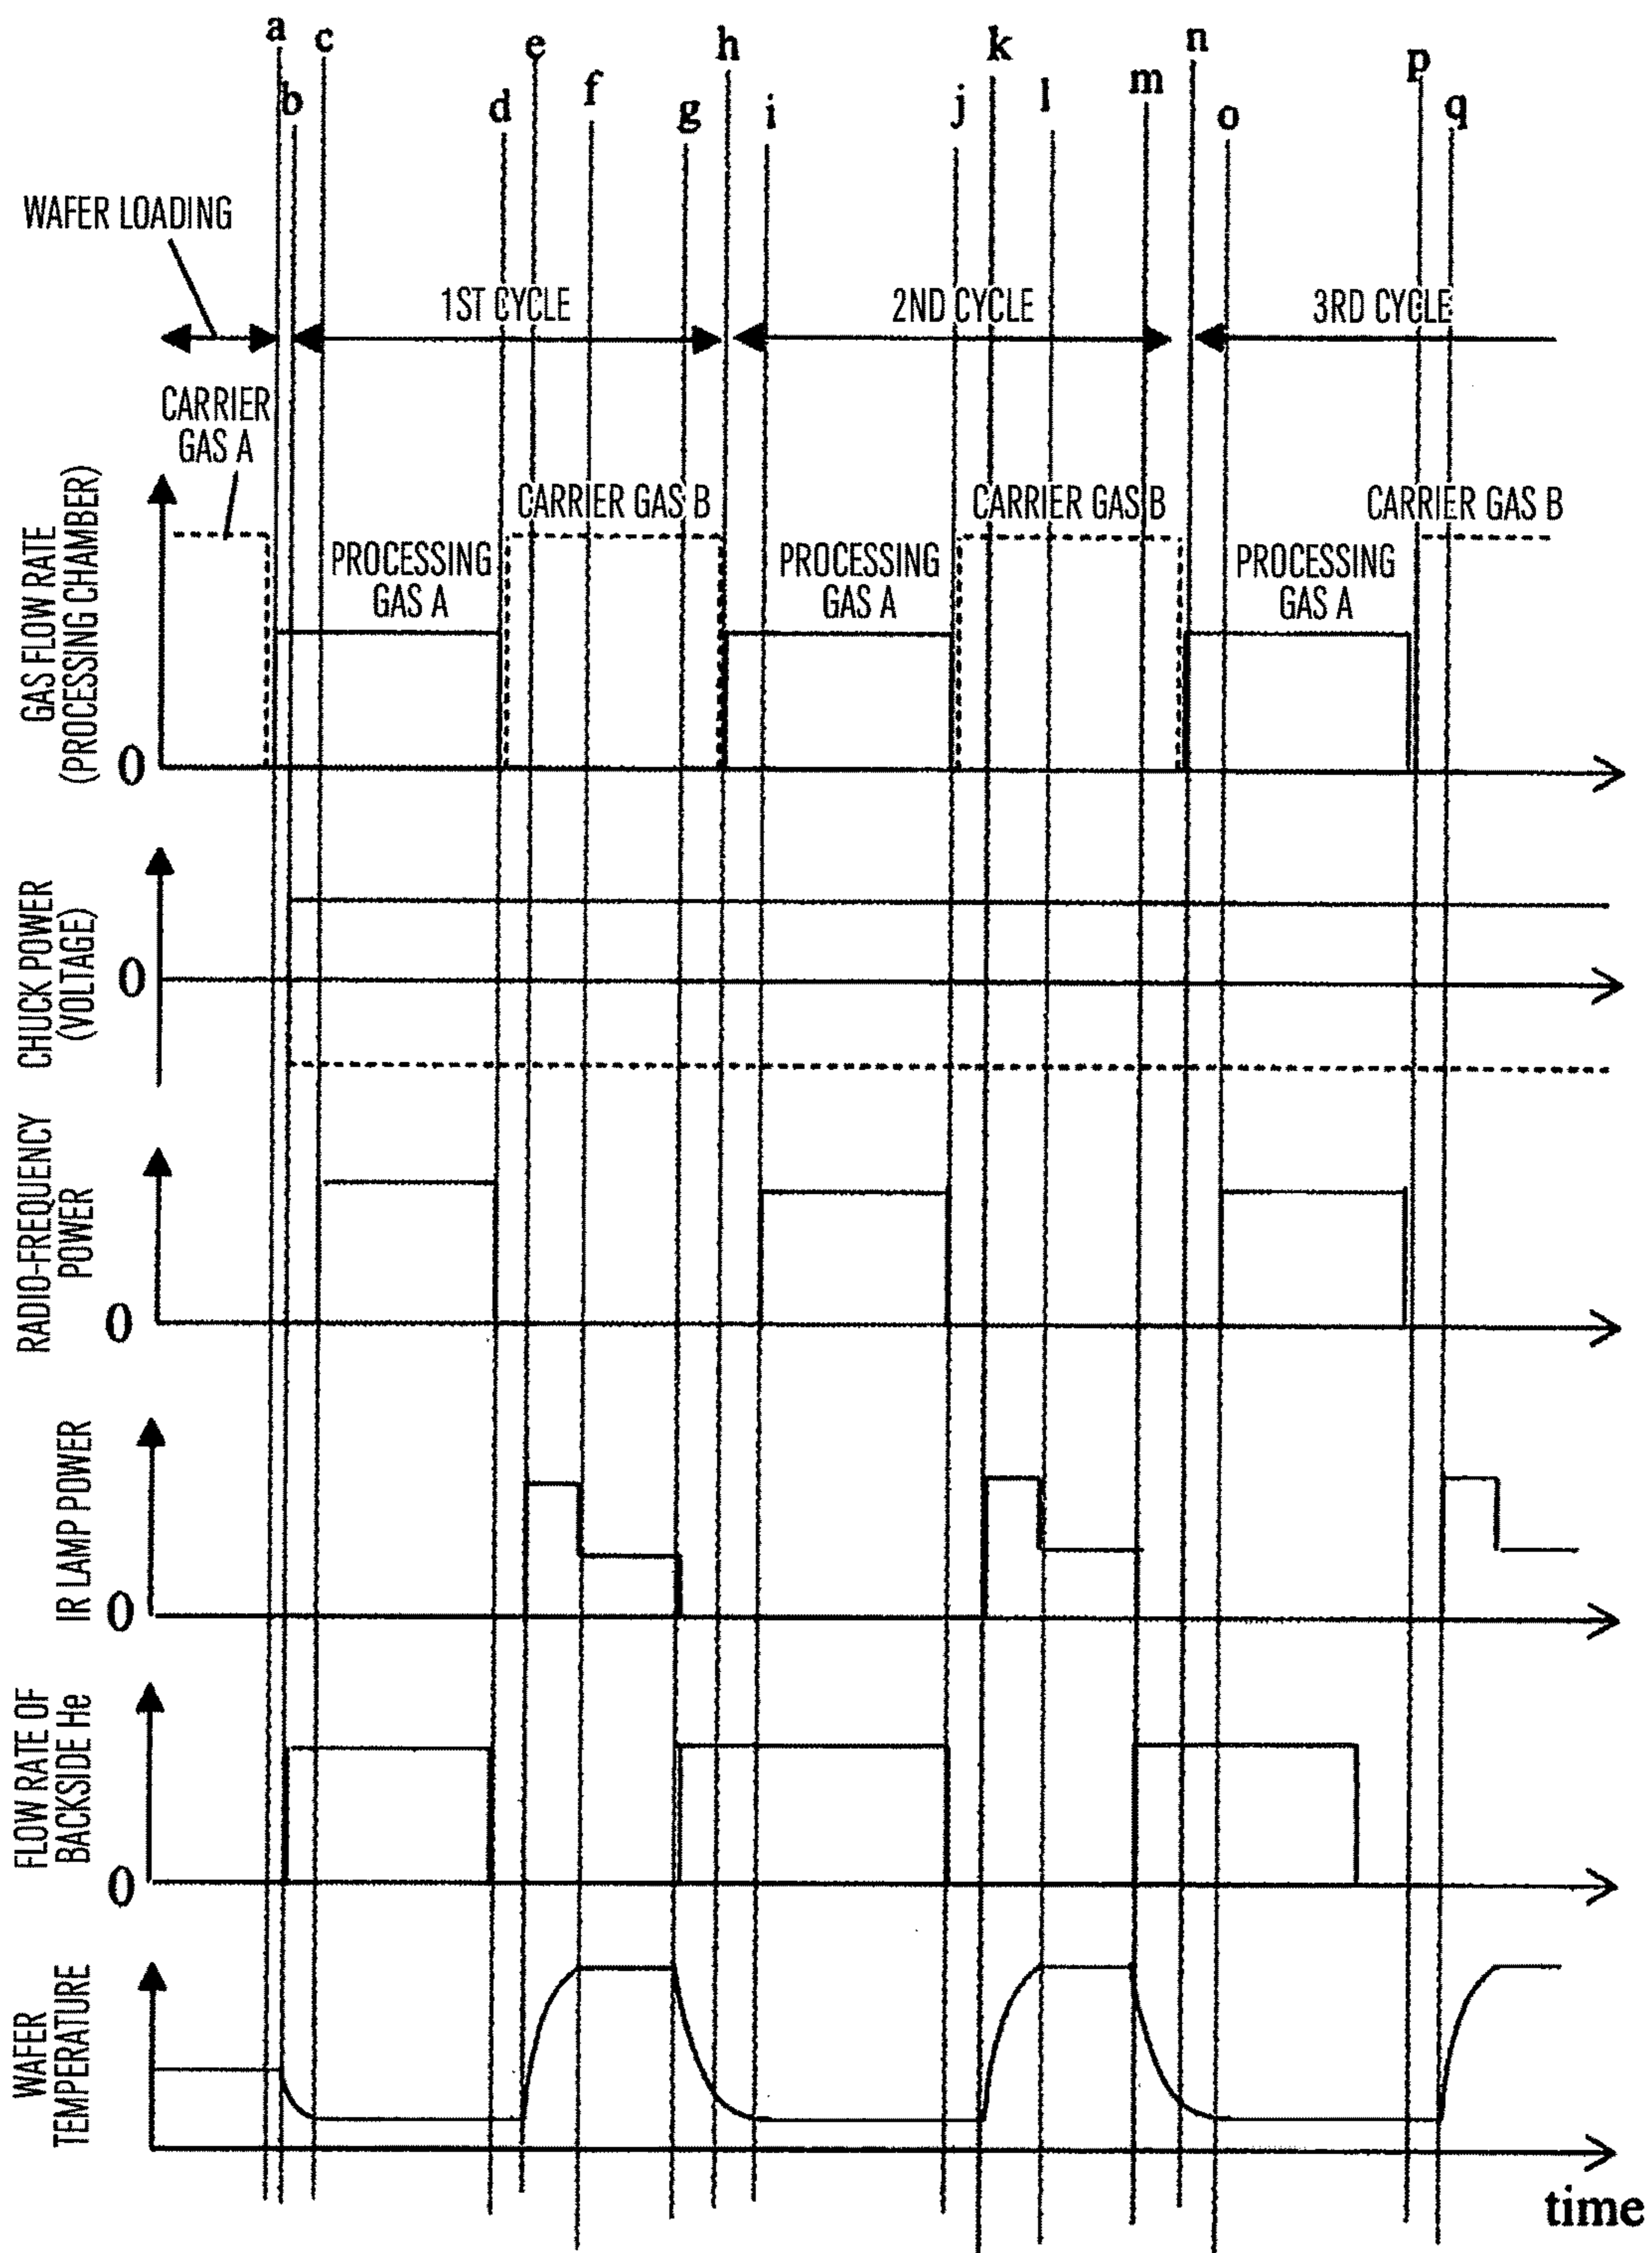 a c e h k n p
b d f g i j l m o q
WAFER LOADING
1ST CYCLE 2ND CYCLE 3RD CYCLE
CARRIER
GAS A
CARRIER GAS B CARRIER GAS B CARRIER GAS B
PROCESSING PROCESSING PROCESSING
GAS A GAS A GAS A
GAS FLOW RATE
(PROCESSING CHAMBER)
0
CHUCK POWER
(VOLTAGE)
0
RADIO-FREQUENCY
POWER
0
IR LAMP POWER
0
FLOW RATE OF
BACKSIDE He
0
WAFER
TEMPERATURE
time